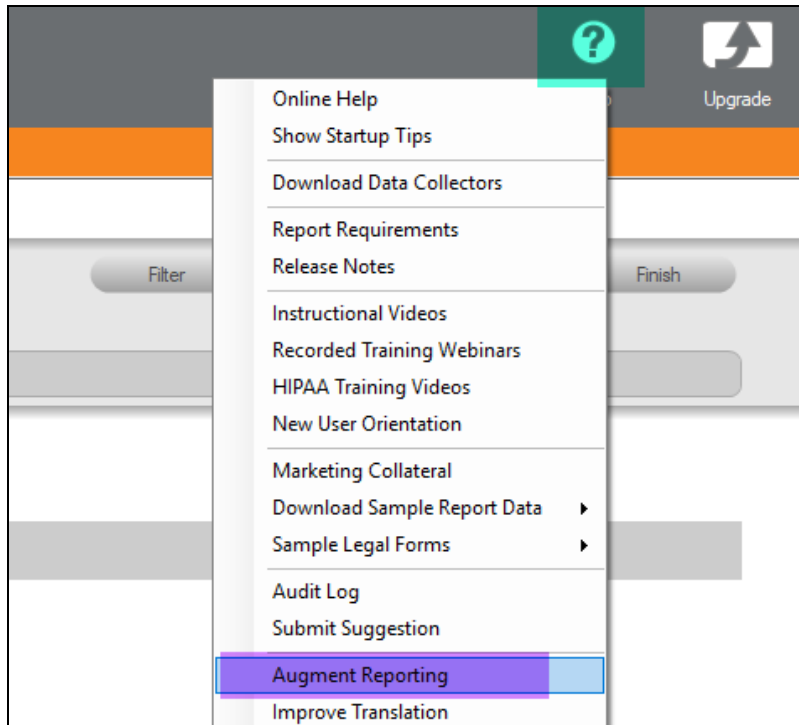 Upgrade
Online Help
Show Startup Tips
Download Data Collectors
Report Requirements
Release Notes
Filter
Finish
Instructional Videos
Recorded Training Webinars
HIPAA Training Videos
New User Orientation
Marketing Collateral
Download Sample Report Data
Sample Legal Forms
Audit Log
Submit Suggestion
Augment Reporting
Improve Translation